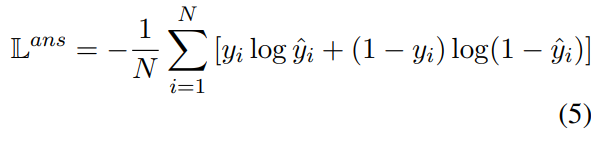 𝕃^{ans} = -\frac{1}{N} \sum_{i=1}^{N} [y_i \log \hat{y}_i + (1 - y_i) \log(1 - \hat{y}_i)]
(5)